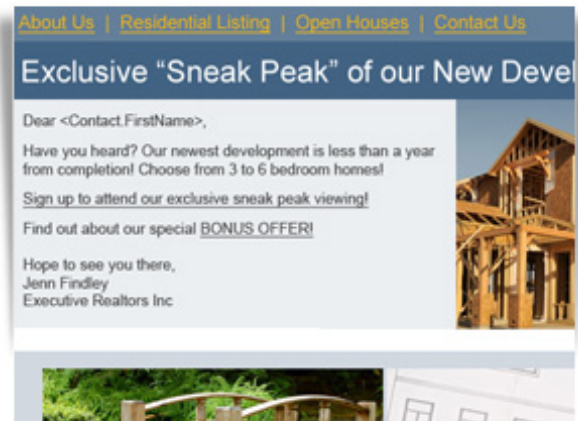 About Us | Residential Listing | Open Houses | Contact Us
Exclusive “Sneak Peak” of our New Devel
Dear <Contact.FirstName>,
Have you heard? Our newest development is less than a year
from completion! Choose from 3 to 6 bedroom homes!
Sign up to attend our exclusive sneak peak viewing!
Find out about our special BONUS OFFER!
Hope to see you there,
Jenn Findley
Executive Realtors Inc